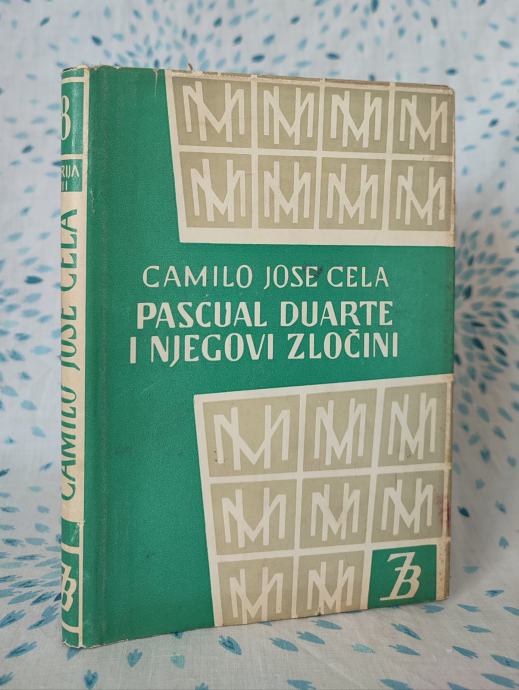 CAMILO JOSE CELA
PASCUAL DUARTE
I NJEGOVI ZLOČINI
CAMILO JOSE CELA